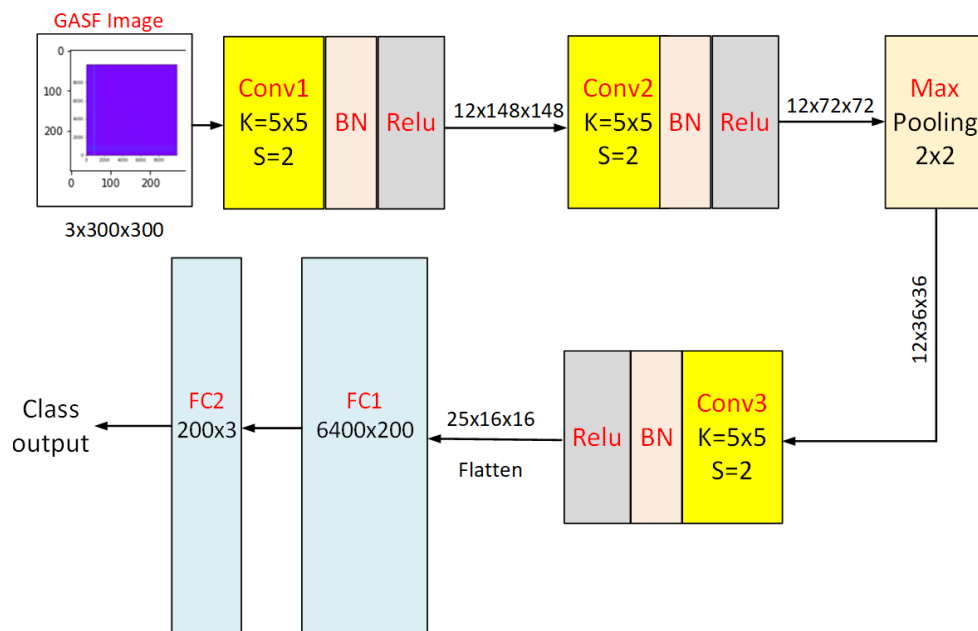 GASF Image
0
100
200
0 100 200
3x300x300
Conv1
K=5x5
S=2
BN
Relu
12x148x148
Conv2
K=5x5
S=2
BN
Relu
12x72x72
Max
Pooling
2x2
12x36x36
Conv3
K=5x5
S=2
BN
Relu
25x16x16
Flatten
FC1
6400x200
FC2
200x3
Class
output